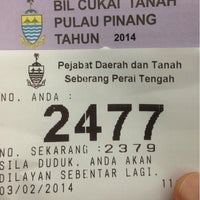 BIL CUKAI TANAH
PULAU PINANG
TAHUN 2014
Pejabat Daerah dan Tanah
Seberang Perai Tengah
NO. ANDA :
2477
NO. SEKARANG :2379
SILA DUDUK. ANDA AKAN
DILAYAN SEBENTAR LAGI.
03/02/2014 11